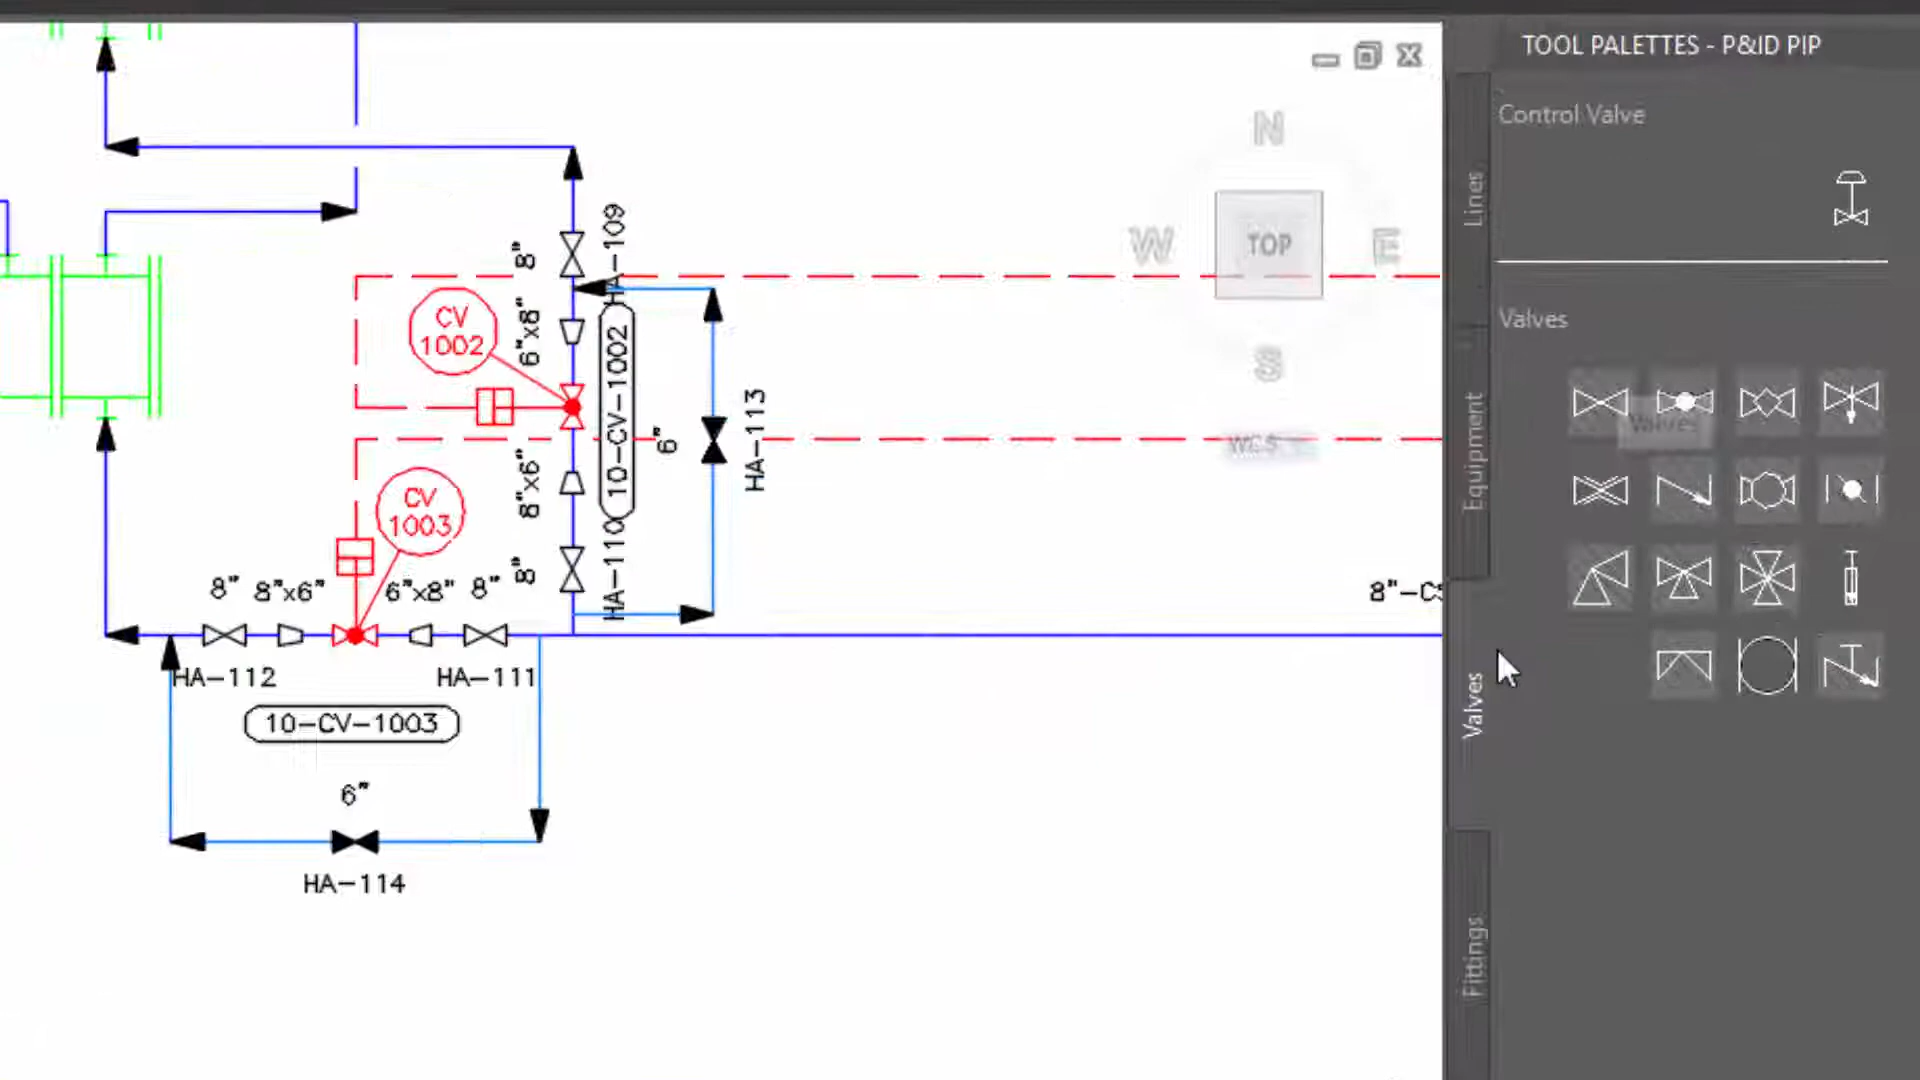 TOOL PALETTES - P&ID PIP
Control Valve
Valves
Valves
Lines
Equipment
Valves
Fittings
N
W
TOP
E
S
WCS
HA-109
8"
CV
1002
6"x8"
10-CV-1002
6"
HA-113
CV
1003
8"x6"
8"
HA-110
8"
8"x6"
6"x8"
8"
HA-112
HA-111
10-CV-1003
6"
HA-114